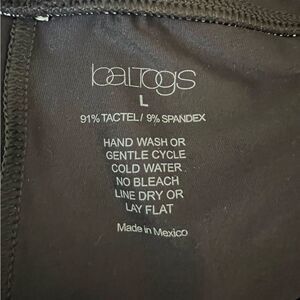 baltogs
L
91% TACTEL/ 9% SPANDEX
HAND WASH OR
GENTLE CYCLE
COLD WATER
NO BLEACH
LINE DRY OR
LAY FLAT
Made in Mexico